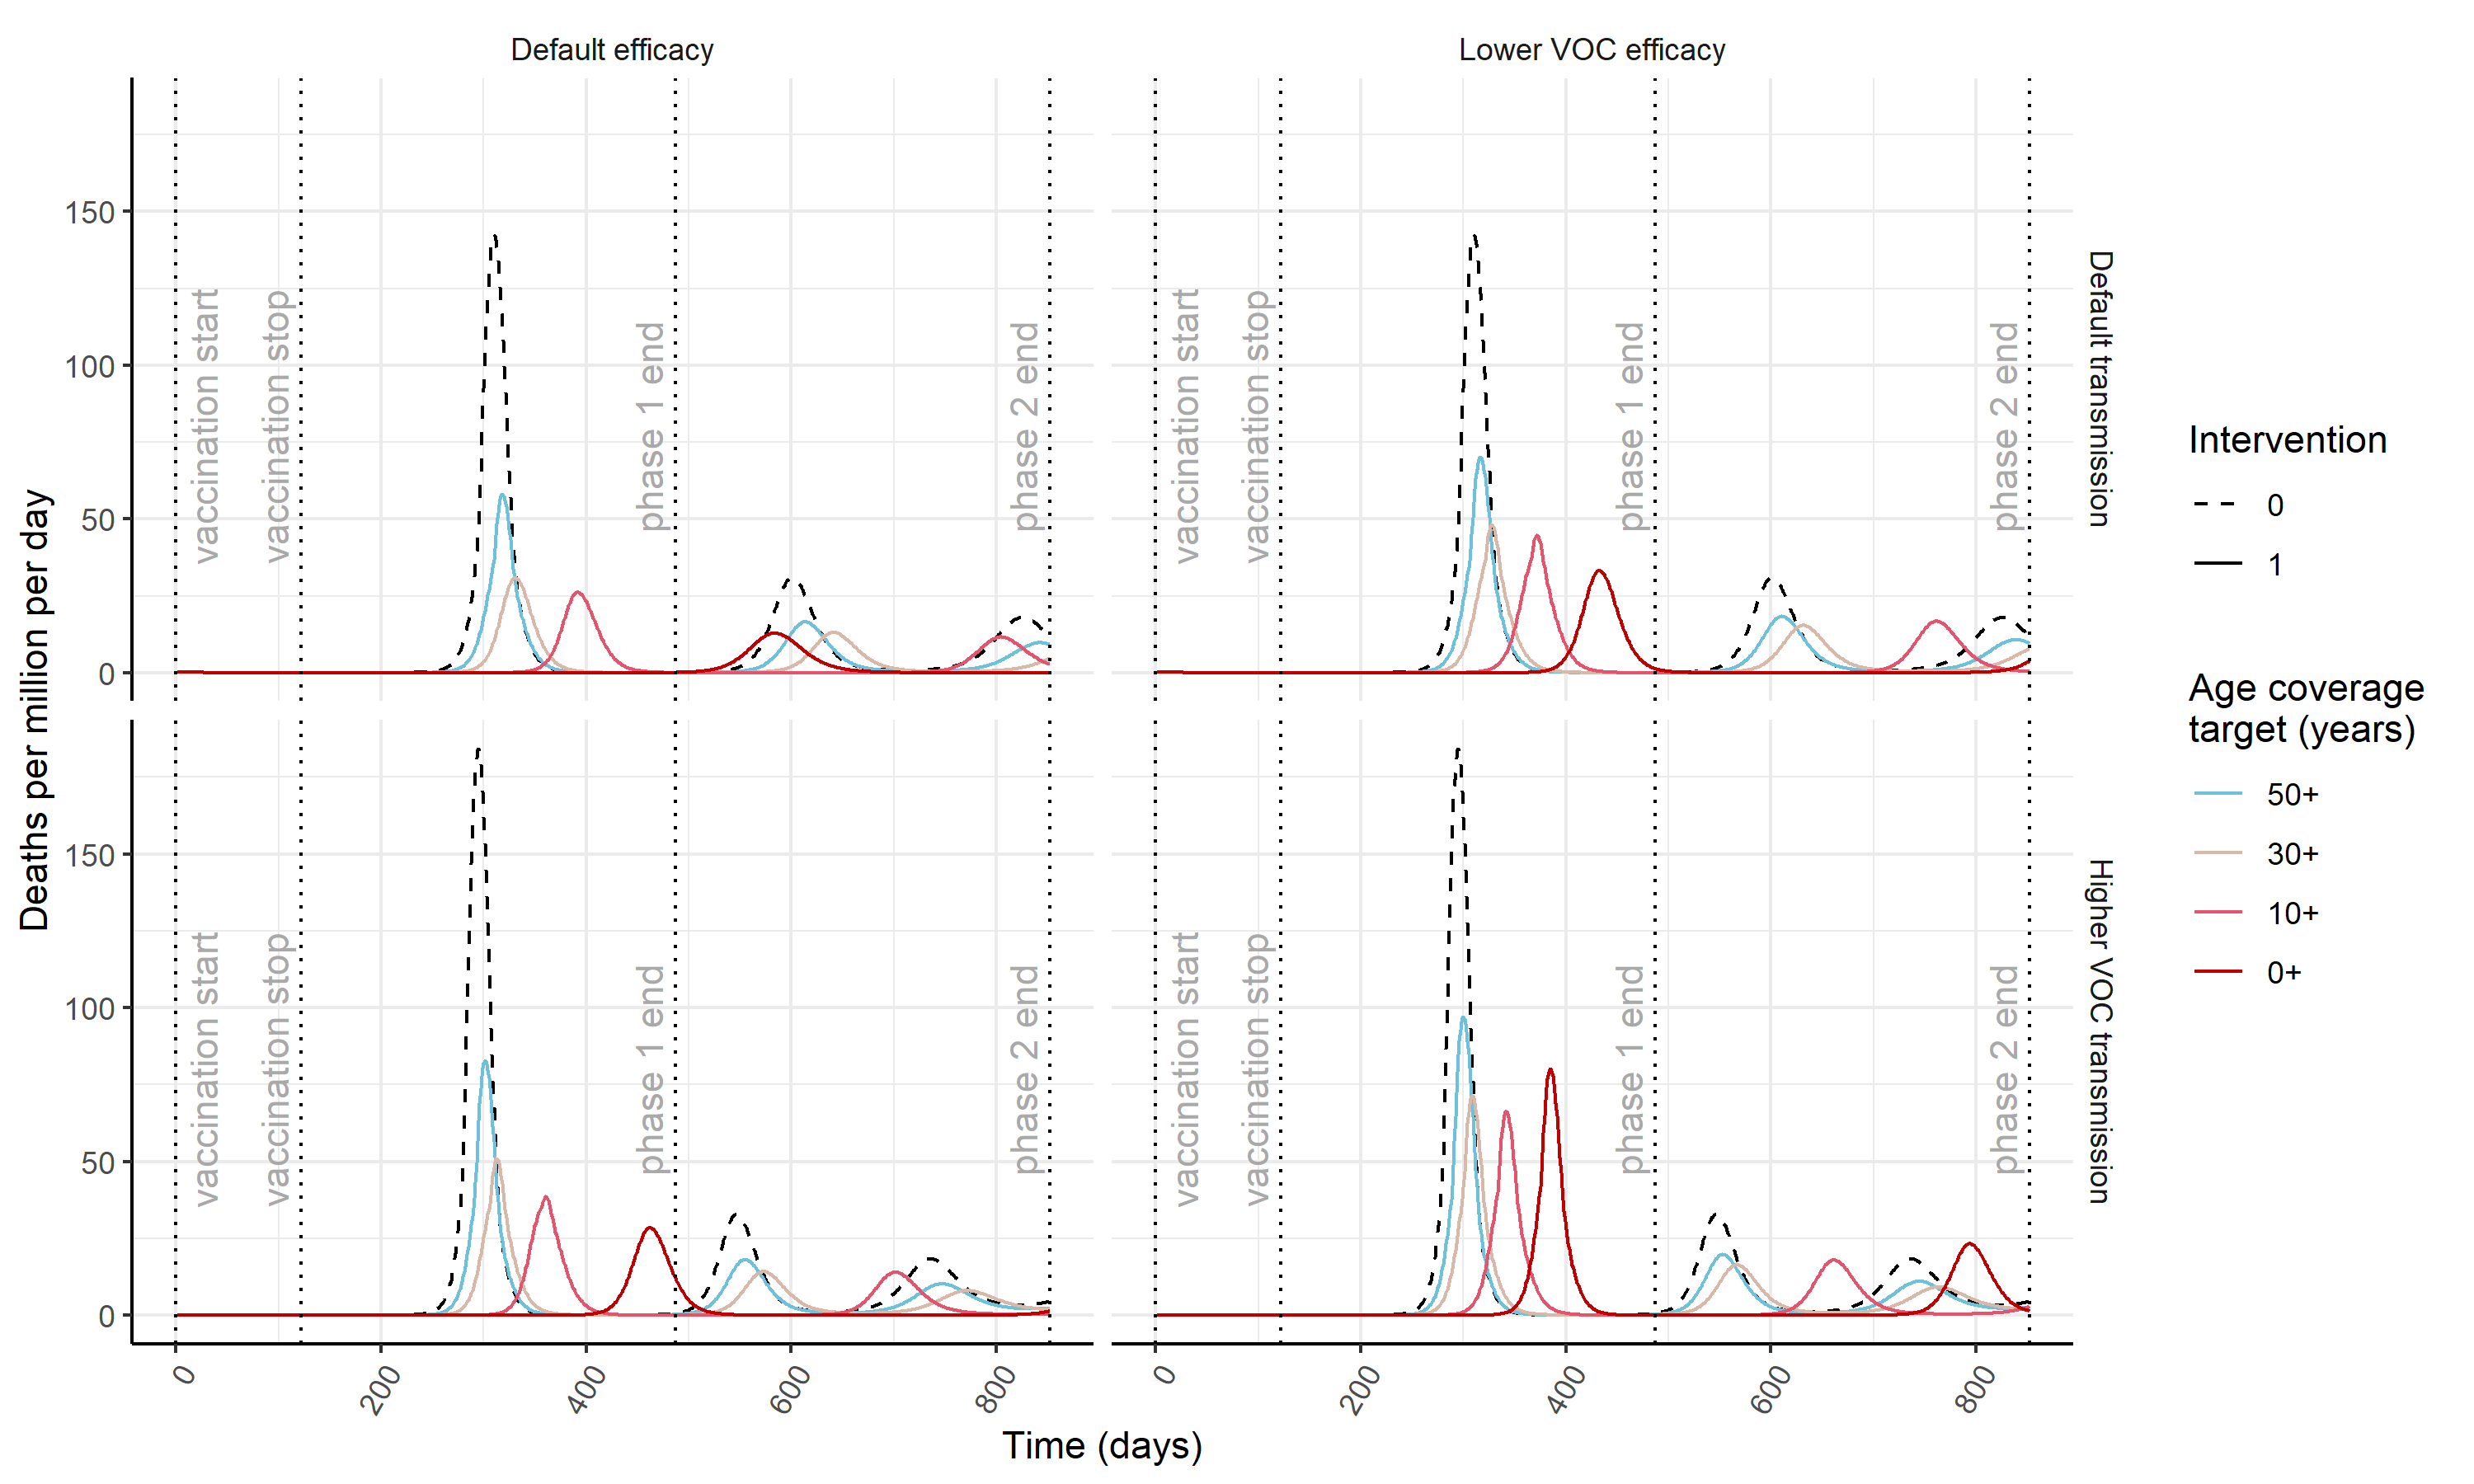 Default efficacy
Lower VOC efficacy
Deaths per million per day
150
100
50
0
vaccination start
vaccination stop
phase 1 end
phase 2 end
vaccination start
vaccination stop
phase 1 end
phase 2 end
Default transmission
150
100
50
0
vaccination start
vaccination stop
phase 1 end
phase 2 end
vaccination start
vaccination stop
phase 1 end
phase 2 end
Higher VOC transmission
0
200
400
600
800
0
200
400
600
800
Time (days)
Intervention
0
1
Age coverage
target (years)
50+
30+
10+
0+